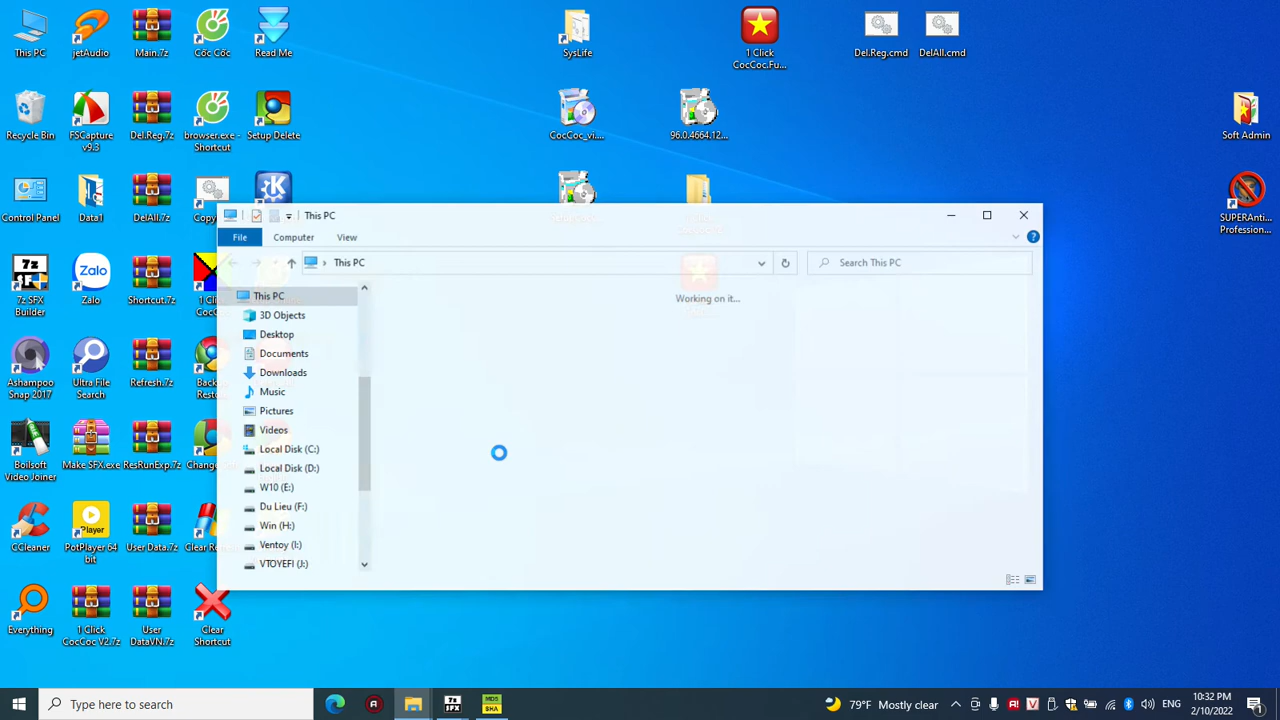 This PC
jetAudio
Main.7z
Cốc Cốc
Read Me
SysLife
1 Click
CocCoc.Fu...
Del.Reg.cmd
DelAll.cmd
Recycle Bin
FSCapture
v9.3
Del.Reg.7z
browser.exe -
Shortcut
Setup Delete
CocCoc_vi....
96.0.4664.12...
Soft Admin
Control Panel
Data1
DelAll.7z
SUPERAnti...
Profession...
This PC
File
Computer
View
This PC
Search This PC
Working on it...
This PC
3D Objects
Desktop
Documents
Downloads
Music
Pictures
Videos
Local Disk (C:)
Local Disk (D:)
W10 (E:)
Du Lieu (F:)
Win (H:)
Ventoy (I:)
VTOYEFI (J:)
7z SFX
Builder
Zalo
Shortcut.7z
Ashampoo
Snap 2017
Ultra File
Search
Refresh.7z
Boilsoft
Video Joiner
Make SFX.exe
ResRunExp.7z
CCleaner
PotPlayer 64
bit
User Data.7z
Everything
1 Click
CocCoc V2.7z
User
DataVN.7z
Clear
Shortcut
Type here to search
79°F Mostly clear
ENG
10:32 PM
2/10/2022